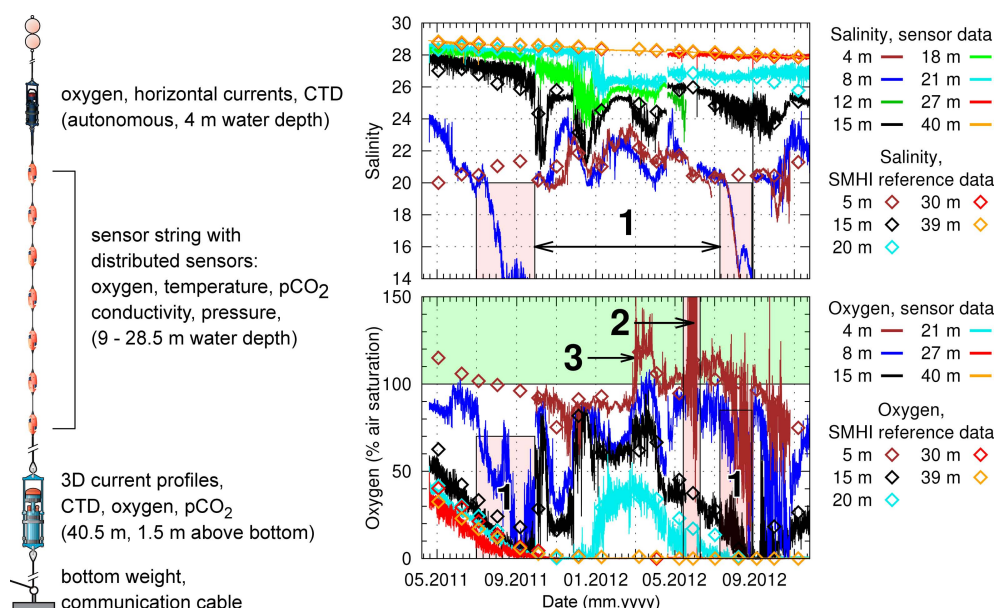 oxygen, horizontal currents, CTD
(autonomous, 4 m water depth)
sensor string with
distributed sensors:
oxygen, temperature, pCO2
conductivity, pressure,
(9 - 28.5 m water depth)
3D current profiles,
CTD, oxygen, pCO2
(40.5 m, 1.5 m above bottom)
bottom weight,
communication cable
Salinity
30
28
26
24
22
20
18
16
14
1
Salinity, sensor data
4 m
18 m
8 m
21 m
12 m
27 m
15 m
40 m
Salinity,
SMHI reference data
5 m
30 m
15 m
39 m
20 m
Oxygen (% air saturation)
150
100
50
0
2
3
1
1
05.2011
09.2011
01.2012
05.2012
09.2012
Date (mm.yyyy)
Oxygen, sensor data
4 m
21 m
8 m
27 m
15 m
40 m
Oxygen,
SMHI reference data
5 m
30 m
15 m
39 m
20 m